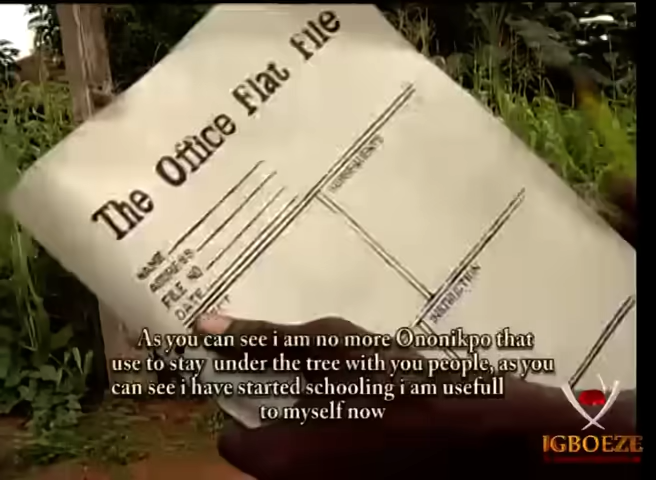 The Office Flat File
NAME
ADDRESS
FILE NO
DATE
INSTRUCTION
As you can see i am no more Ononikpo that
use to stay under the tree with you people, as you
can see i have started schooling i am usefull
to myself now
IGBOEZE